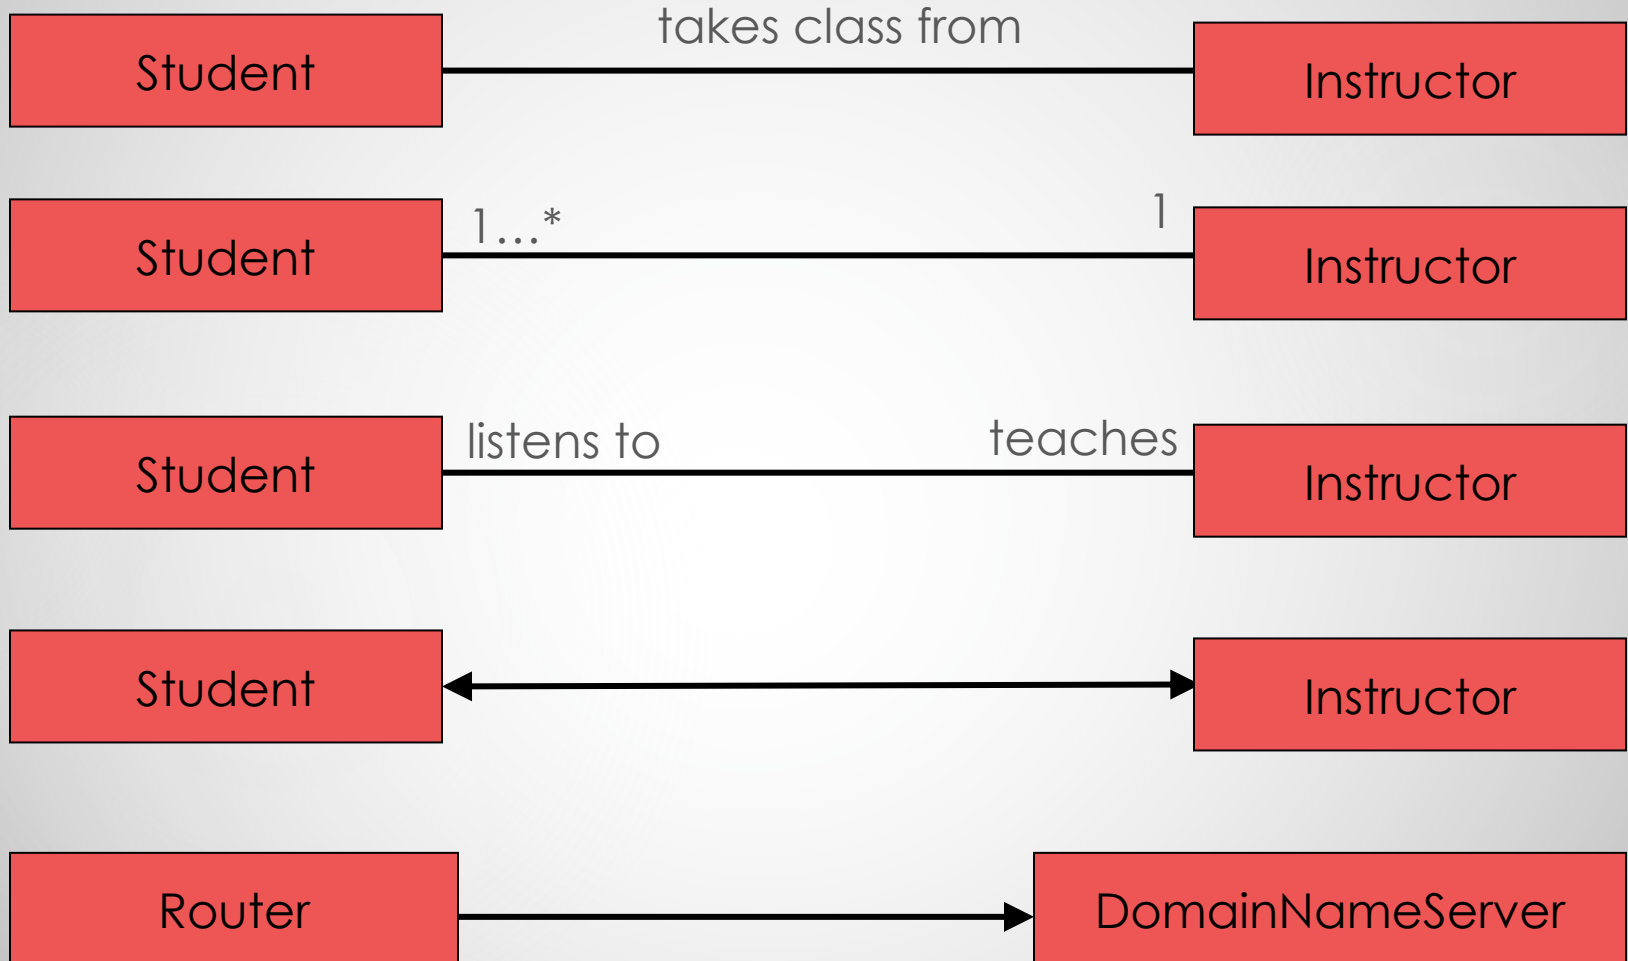 takes class from
Student
Instructor
1...*
1
Student
Instructor
listens to
teaches
Student
Instructor
Student
Instructor
Router
DomainNameServer